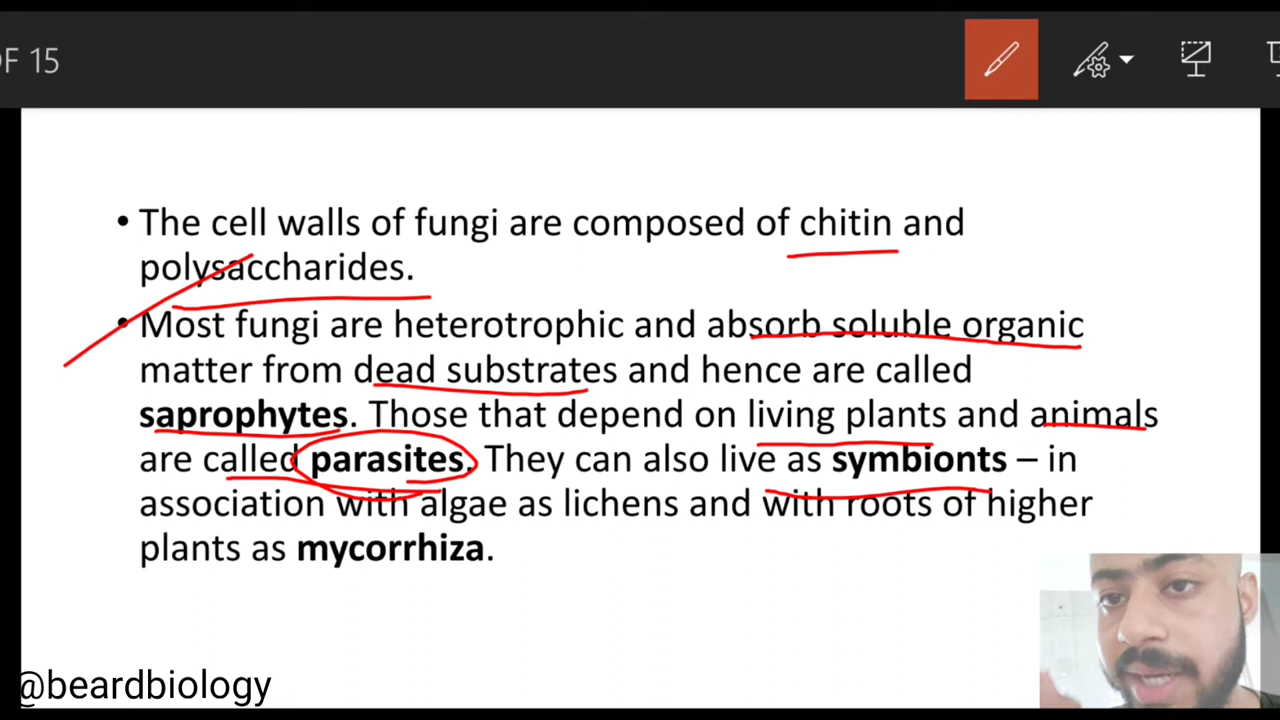 OF 15
• The cell walls of fungi are composed of chitin and
polysaccharides.
• Most fungi are heterotrophic and absorb soluble organic
matter from dead substrates and hence are called
saprophytes. Those that depend on living plants and animals
are called parasites. They can also live as symbionts – in
association with algae as lichens and with roots of higher
plants as mycorrhiza.
@beardbiology